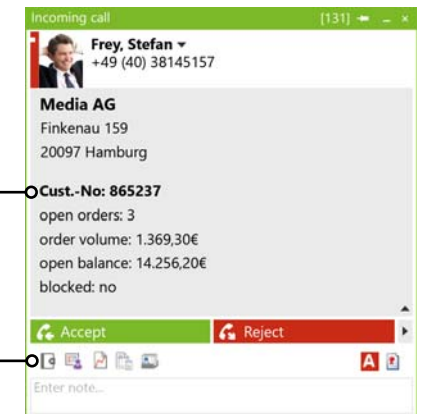 Incoming call [131]
Frey, Stefan
+49 (40) 38145157
Media AG
Finkenau 159
20097 Hamburg
Cust.-No: 865237
open orders: 3
order volume: 1.369,30€
open balance: 14.256,20€
blocked: no
Accept Reject
A
Enter note...